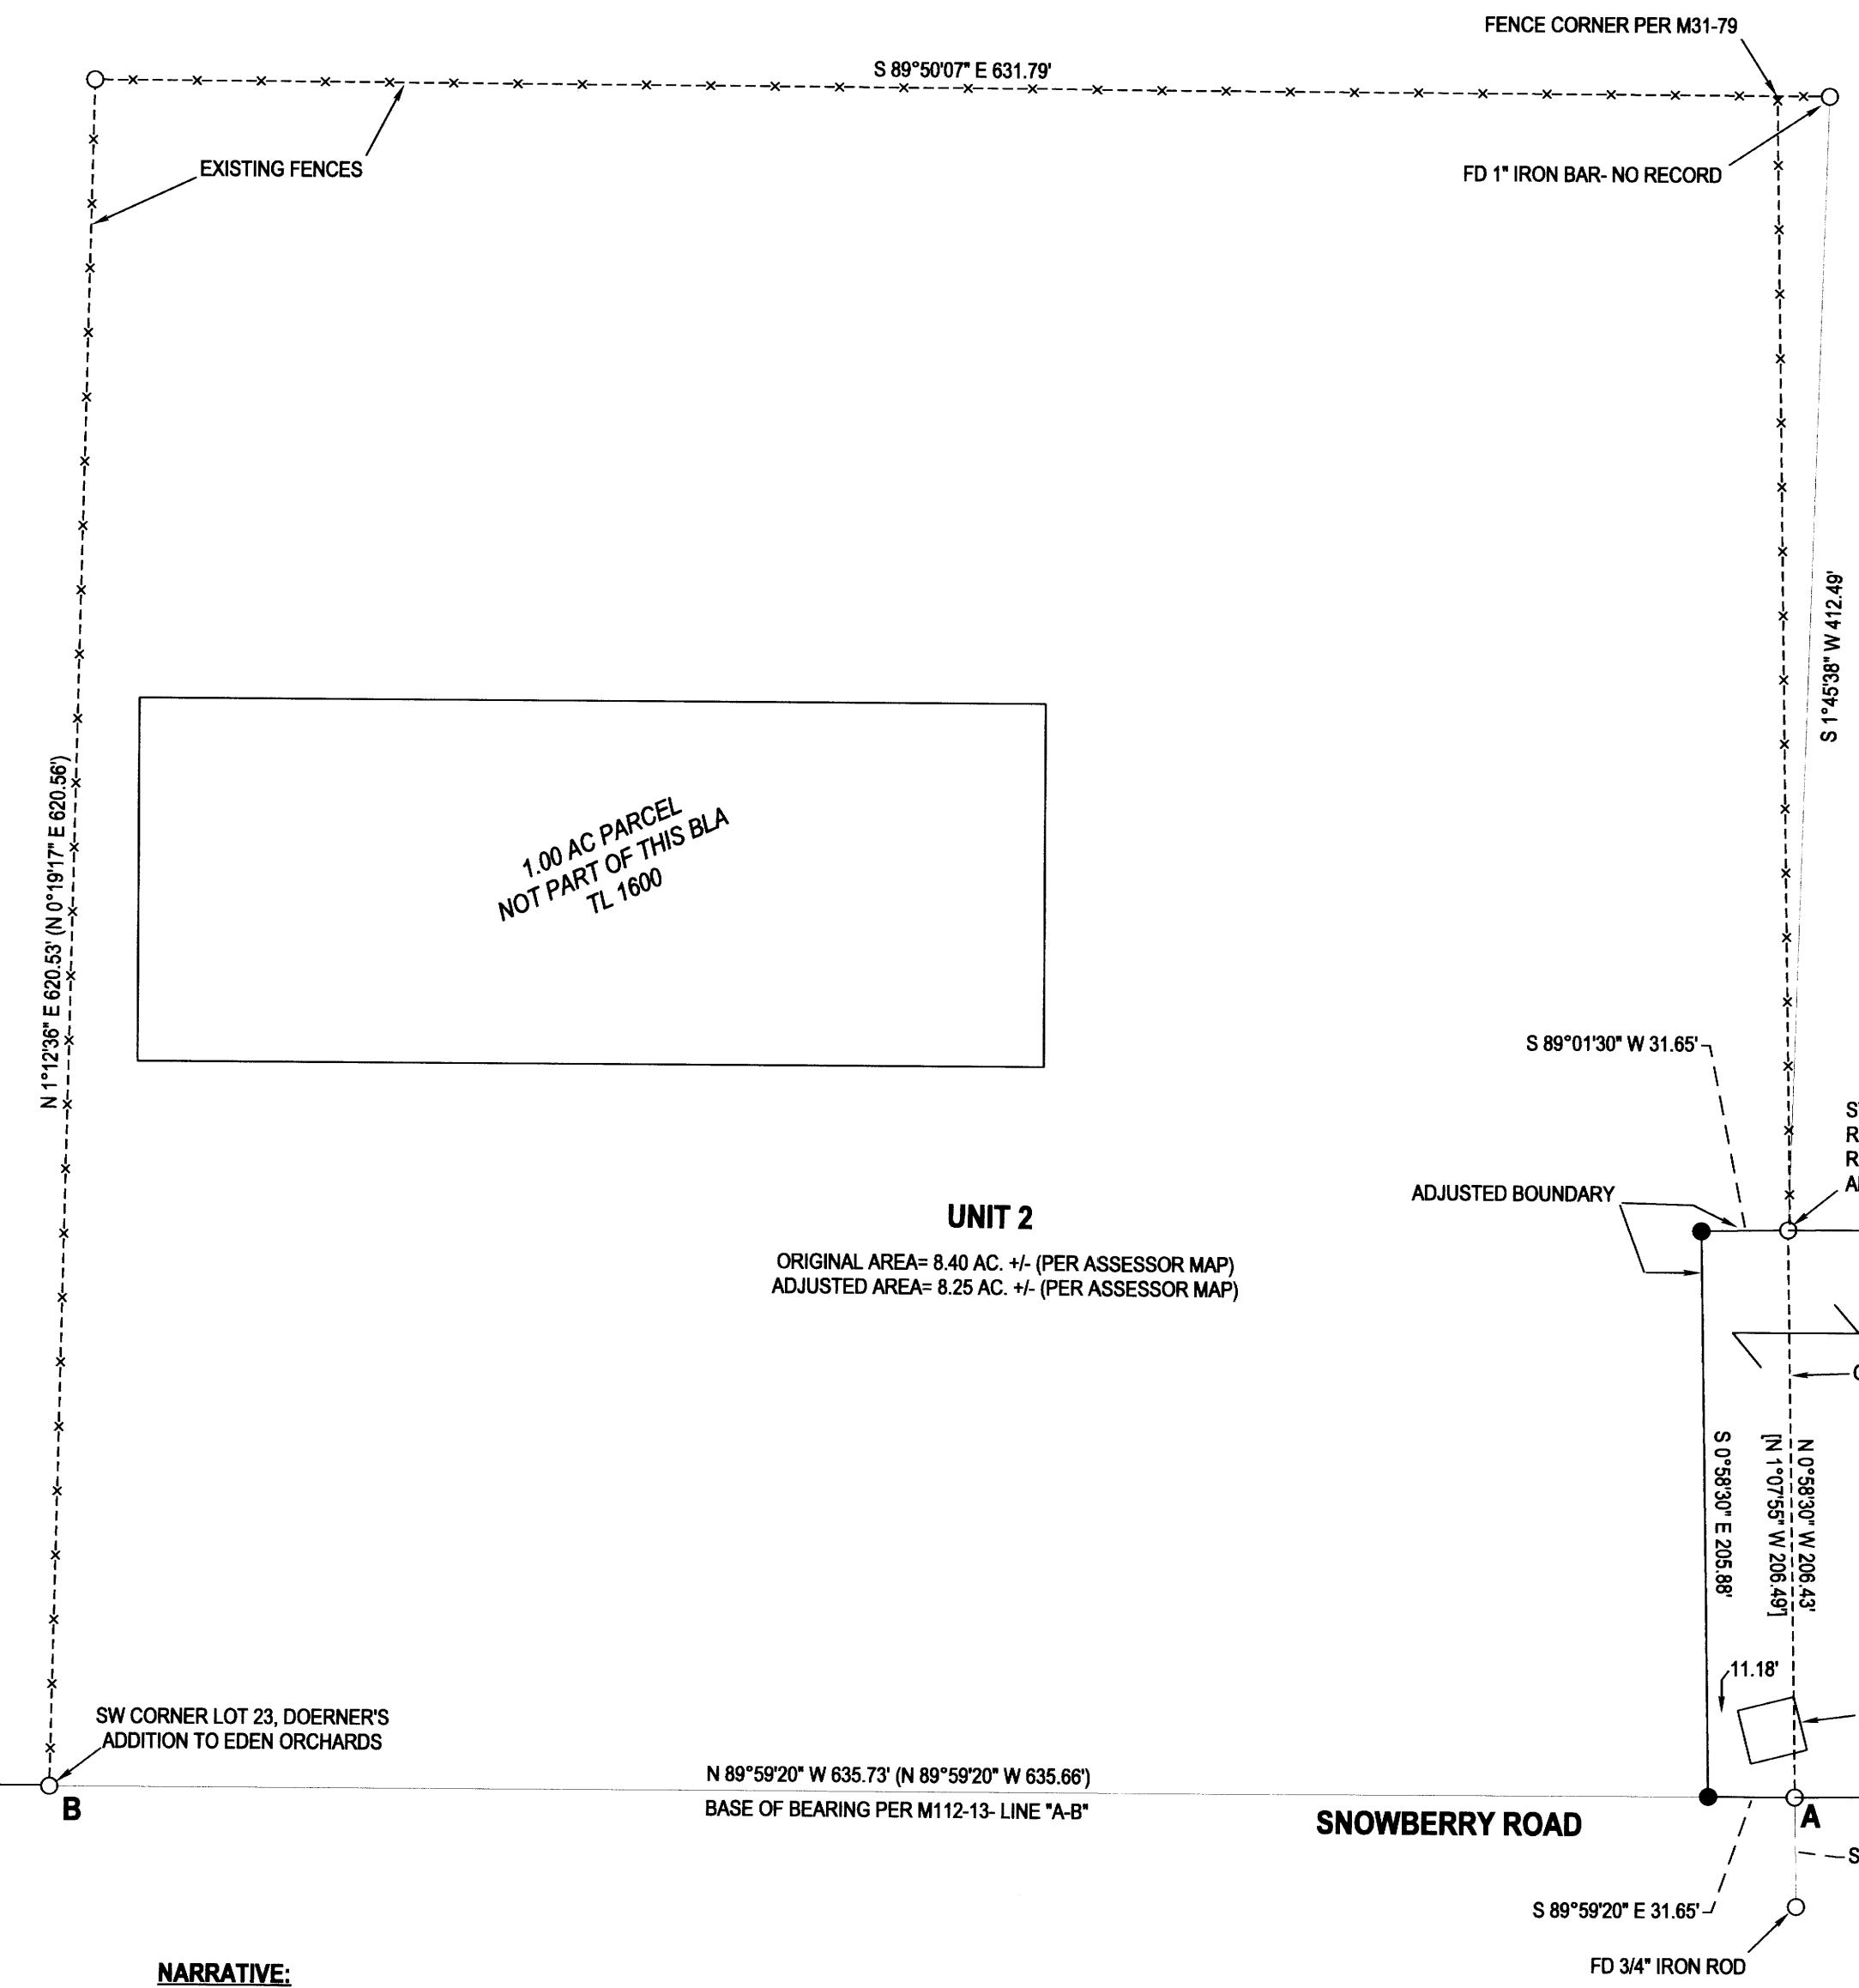 FENCE CORNER PER M31-79
S 89°50'07" E 631.79'
EXISTING FENCES
FD 1" IRON BAR- NO RECORD
S 1°45'38" W 412.49'
N 1°12'36" E 620.53' (N 0°19'17" E 620.56')
1.00 AC PARCEL
NOT PART OF THIS BLA
TL 1600
S 89°01'30" W 31.65'
ADJUSTED BOUNDARY
UNIT 2
ORIGINAL AREA= 8.40 AC. +/- (PER ASSESSOR MAP)
ADJUSTED AREA= 8.25 AC. +/- (PER ASSESSOR MAP)
S 0°58'30" E 205.88'
N 0°58'30" W 206.43'
[N 1°07'55" W 206.49']
11.18'
SW CORNER LOT 23, DOERNER'S
ADDITION TO EDEN ORCHARDS
B
N 89°59'20" W 635.73' (N 89°59'20" W 635.66')
BASE OF BEARING PER M112-13- LINE "A-B"
SNOWBERRY ROAD
A
S
S 89°59'20" E 31.65'
FD 3/4" IRON ROD
NARRATIVE: